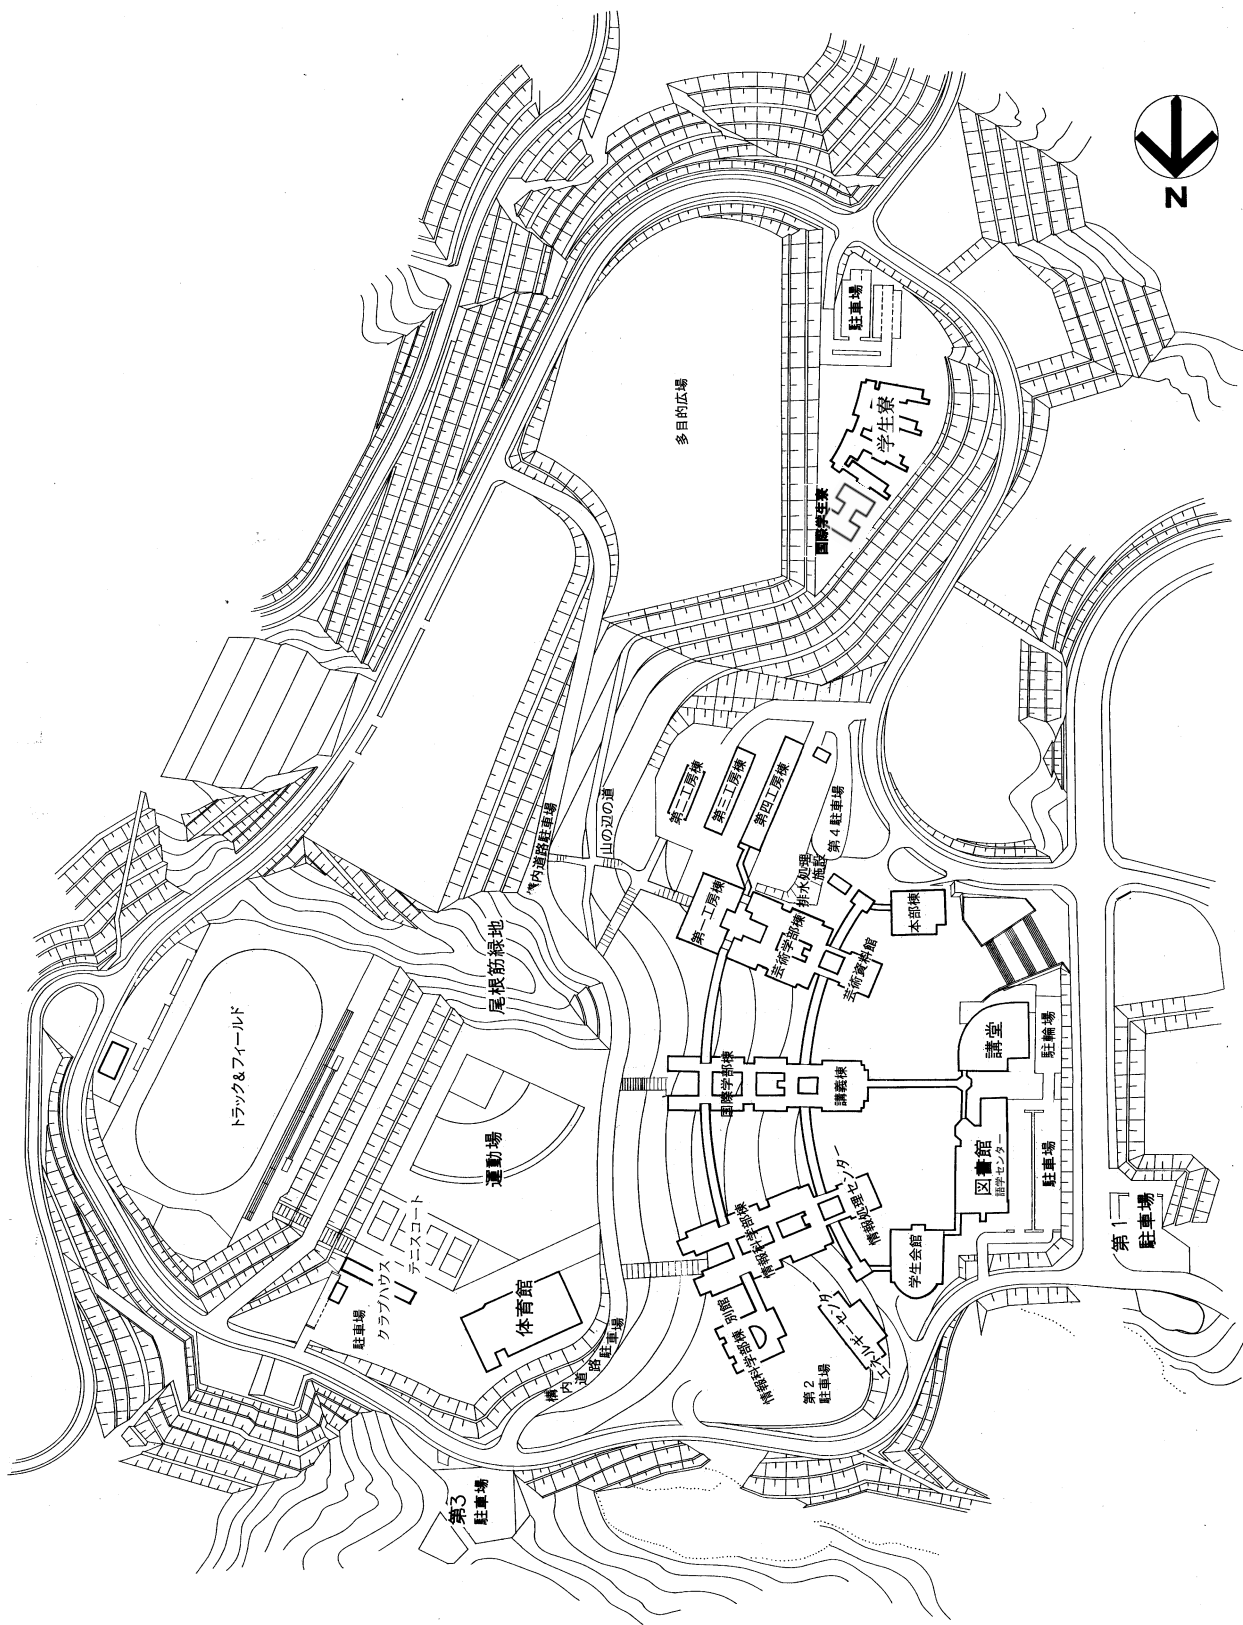 N
駐車場
多目的広場
学生寮
国際学生寮
構内道路駐車場
山の辺の道
第二工房棟
第三工房棟
第四工房棟
第4駐車場
排水処理
施設
第一工房棟
芸術学部棟
本部棟
芸術資料館
尾根筋緑地
トラック&フィールド
運動場
国際学部棟
講義棟
講堂
駐輪場
図書館
語学センター
駐車場
第1
駐車場
情報処理センター
情報科学部棟
学生会館
テニスコート
クラブハウス
駐車場
体育館
構内道路駐車場
情報科学部棟 別館
エネルギーセンター
第2
駐車場
第3
駐車場